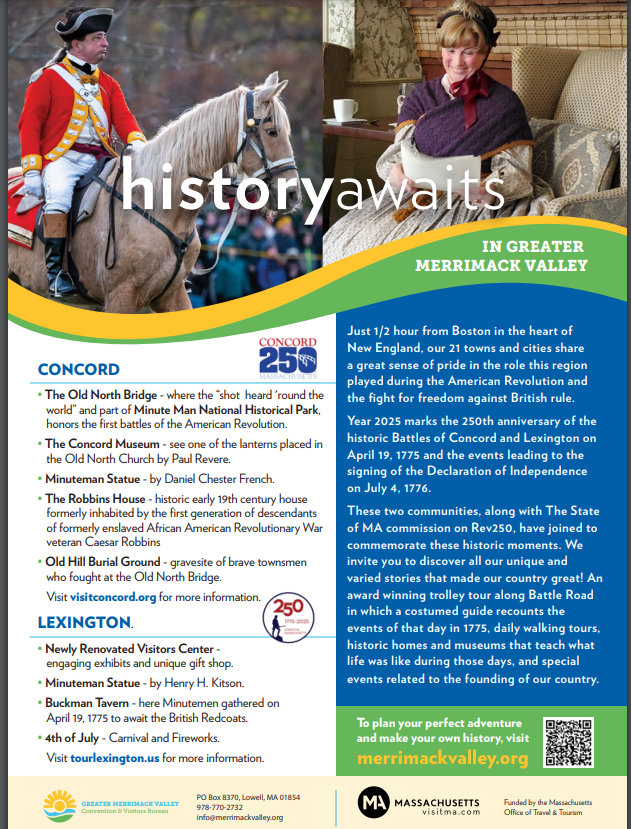 historyawaits
IN GREATER
MERRIMACK VALLEY
CONCORD
250
MASSACHUSETTS
CONCORD
• The Old North Bridge - where the "shot heard 'round the
world" and part of Minute Man National Historical Park,
honors the first battles of the American Revolution.
• The Concord Museum - see one of the lanterns placed in
the Old North Church by Paul Revere.
• Minuteman Statue - by Daniel Chester French.
• The Robbins House - historic early 19th century house
formerly inhabited by the first generation of descendants
of formerly enslaved African American Revolutionary War
veteran Caesar Robbins
• Old Hill Burial Ground - gravesite of brave townsmen
who fought at the Old North Bridge.
Visit visitconcord.org for more information.
250
1775-2025
LEXINGTON.
• Newly Renovated Visitors Center -
engaging exhibits and unique gift shop.
• Minuteman Statue - by Henry H. Kitson.
• Buckman Tavern - here Minutemen gathered on
April 19, 1775 to await the British Redcoats.
• 4th of July - Carnival and Fireworks.
Visit tourlexington.us for more information.
Just 1/2 hour from Boston in the heart of
New England, our 21 towns and cities share
a great sense of pride in the role this region
played during the American Revolution and
the fight for freedom against British rule.
Year 2025 marks the 250th anniversary of the
historic Battles of Concord and Lexington on
April 19, 1775 and the events leading to the
signing of the Declaration of Independence
on July 4, 1776.
These two communities, along with The State
of MA commission on Rev250, have joined to
commemorate these historic moments. We
invite you to discover all our unique and
varied stories that made our country great! An
award winning trolley tour along Battle Road
in which a costumed guide recounts the
events of that day in 1775, daily walking tours,
historic homes and museums that teach what
life was like during those days, and special
events related to the founding of our country.
To plan your perfect adventure
and make your own history, visit
merrimackvalley.org
GREATER MERRIMACK VALLEY
Convention & Visitors Bureau
PO Box 8370, Lowell, MA 01854
978-770-2732
info@merrimackvalley.org
MA
MASSACHUSETTS
visitma.com
Funded by the Massachusetts
Office of Travel & Tourism